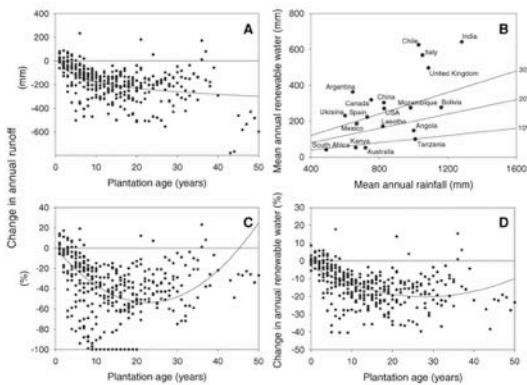 A
Change in annual runoff
(mm)
400
200
0
-200
-400
-600
-800
0 10 20 30 40 50
Plantation age (years)
B
Mean annual renewable water (mm)
800
600
400
200
0
India
Chile
Italy
United Kingdom
Argentina
Canada
China
Mozambique
Bolivia
Ukraine
Spain
USA
Mexico
Lesotho
Angola
South Africa
Kenya
Australia
Tanzania
400 800 1200 1600
Mean annual rainfall (mm)
C
(%)
40
20
0
-20
-40
-60
-80
-100
0 10 20 30 40 50
Plantation age (years)
D
Change in annual renewable water (%)
30
20
10
0
-10
-20
-30
-40
-50
0 10 20 30 40 50
Plantation age (years)